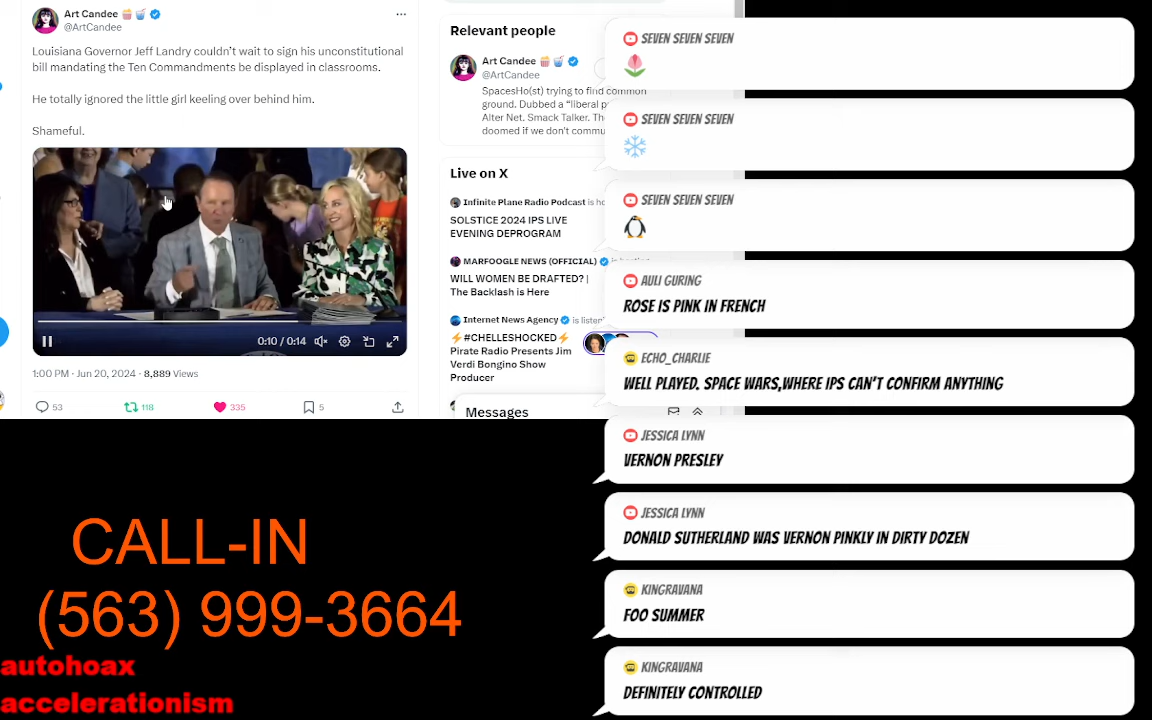 Art Candee
@ArtCandee
Louisiana Governor Jeff Landry couldn't wait to sign his unconstitutional
bill mandating the Ten Commandments be displayed in classrooms.
He totally ignored the little girl keeling over behind him.
Shameful.
0:10 / 0:14
1:00 PM · Jun 20, 2024 · 8,889 Views
53
118
335
5
Relevant people
Art Candee
@ArtCandee
SpacesHo(st) trying to find common
ground. Dubbed a "liberal
Alter Net. Smack Talker.
doomed if we don't
Live on X
Infinite Plane Radio Podcast is
SOLSTICE 2024 IPS LIVE
EVENING DEPROGRAM
MARFOOGLE NEWS (OFFICIAL) is hosting
WILL WOMEN BE DRAFTED? |
The Backlash is Here
Internet News Agency is
⚡#CHELLESHOCKED⚡
Pirate Radio Presents Jim
Verdi Bongino Show
Producer
Messages
SEVEN SEVEN SEVEN
🌷
SEVEN SEVEN SEVEN
❄️
SEVEN SEVEN SEVEN
🐧
AULI GURING
ROSE IS PINK IN FRENCH
ECHO_CHARLIE
WELL PLAYED. SPACE WARS,WHERE IPS CAN'T CONFIRM ANYTHING
JESSICA LYNN
VERNON PRESLEY
JESSICA LYNN
DONALD SUTHERLAND WAS VERNON PINKLY IN DIRTY DOZEN
KINGRAVANA
FOO SUMMER
KINGRAVANA
DEFINITELY CONTROLLED
CALL-IN
(563) 999-3664
autohoax
accelerationism